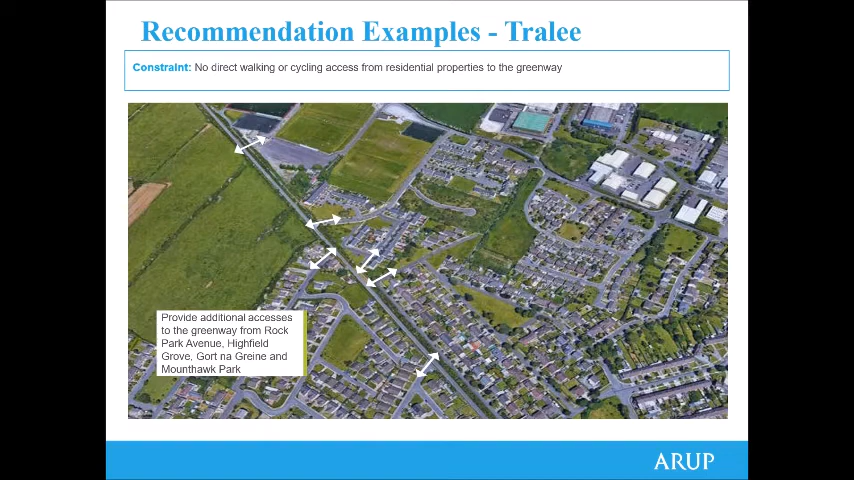 Recommendation Examples - Tralee
Constraint: No direct walking or cycling access from residential properties to the greenway
Provide additional accesses
to the greenway from Rock
Park Avenue, Highfield
Grove, Gort na Greine and
Mounthawk Park
ARUP